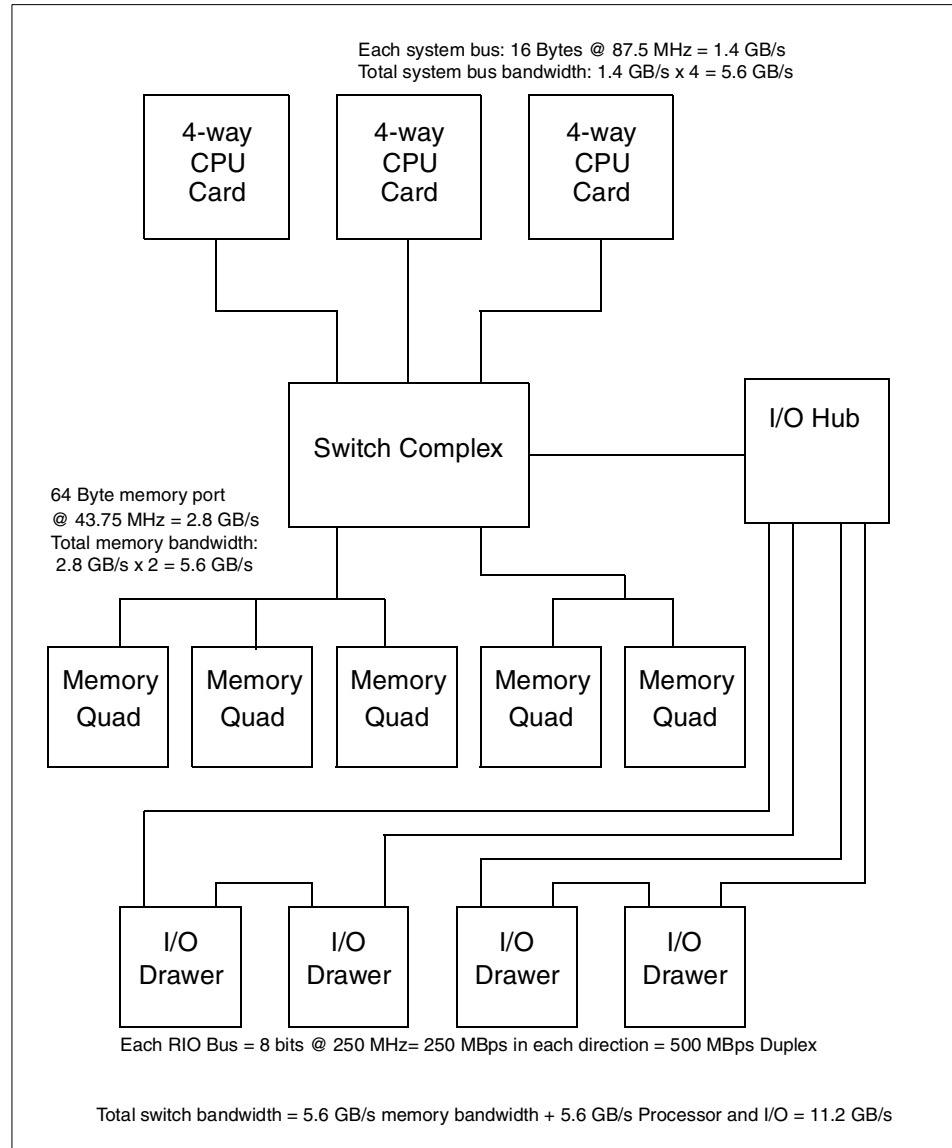 Each system bus: 16 Bytes @ 87.5 MHz = 1.4 GB/s
Total system bus bandwidth: 1.4 GB/s x 4 = 5.6 GB/s
4-way
CPU
Card
4-way
CPU
Card
4-way
CPU
Card
Switch Complex
I/O Hub
64 Byte memory port
@ 43.75 MHz = 2.8 GB/s
Total memory bandwidth:
2.8 GB/s x 2 = 5.6 GB/s
Memory
Quad
Memory
Quad
Memory
Quad
Memory
Quad
Memory
Quad
I/O
Drawer
I/O
Drawer
I/O
Drawer
I/O
Drawer
Each RIO Bus = 8 bits @ 250 MHz= 250 MBps in each direction = 500 MBps Duplex
Total switch bandwidth = 5.6 GB/s memory bandwidth + 5.6 GB/s Processor and I/O = 11.2 GB/s